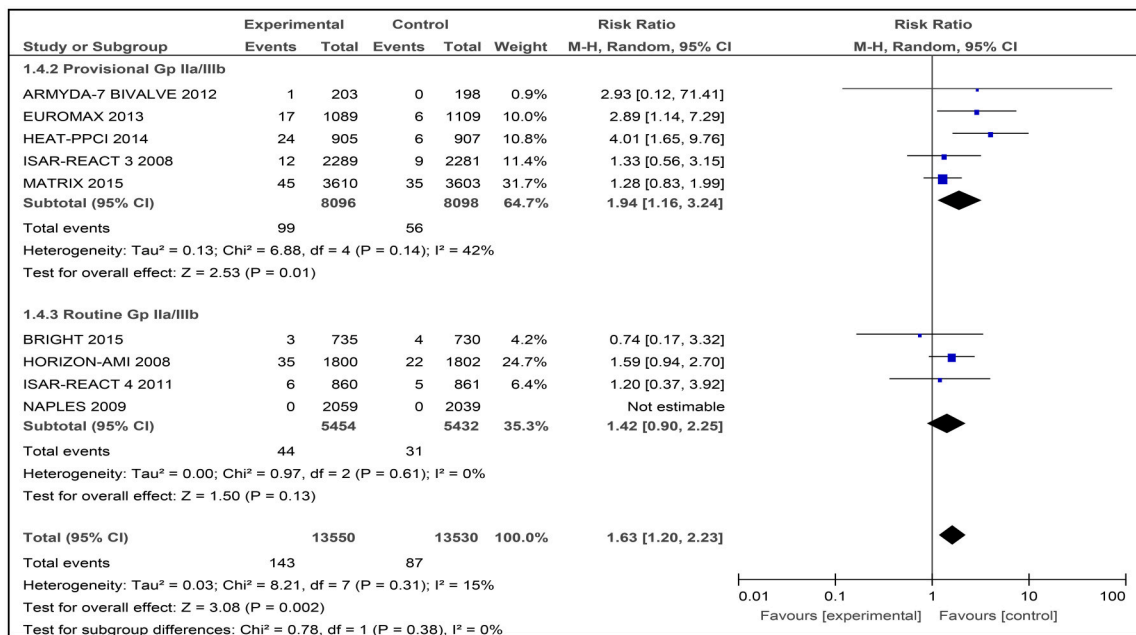 Experimental Control Risk Ratio Risk Ratio
Study or Subgroup Events Total Events Total Weight M-H, Random, 95% CI M-H, Random, 95% CI
1.4.2 Provisional Gp IIa/IIIb
ARMYDA-7 BIVALVE 2012 1 203 0 198 0.9% 2.93 [0.12, 71.41]
EUROMAX 2013 17 1089 6 1109 10.0% 2.89 [1.14, 7.29]
HEAT-PPCI 2014 24 905 6 907 10.8% 4.01 [1.65, 9.76]
ISAR-REACT 3 2008 12 2289 9 2281 11.4% 1.33 [0.56, 3.15]
MATRIX 2015 45 3610 35 3603 31.7% 1.28 [0.83, 1.99]
Subtotal (95% CI) 8096 8098 64.7% 1.94 [1.16, 3.24]
Total events 99 56
Heterogeneity: Tau² = 0.13; Chi² = 6.88, df = 4 (P = 0.14); I² = 42%
Test for overall effect: Z = 2.53 (P = 0.01)
1.4.3 Routine Gp IIa/IIIb
BRIGHT 2015 3 735 4 730 4.2% 0.74 [0.17, 3.32]
HORIZON-AMI 2008 35 1800 22 1802 24.7% 1.59 [0.94, 2.70]
ISAR-REACT 4 2011 6 860 5 861 6.4% 1.20 [0.37, 3.92]
NAPLES 2009 0 2059 0 2039 Not estimable
Subtotal (95% CI) 5454 5432 35.3% 1.42 [0.90, 2.25]
Total events 44 31
Heterogeneity: Tau² = 0.00; Chi² = 0.97, df = 2 (P = 0.61); I² = 0%
Test for overall effect: Z = 1.50 (P = 0.13)
Total (95% CI) 13550 13530 100.0% 1.63 [1.20, 2.23]
Total events 143 87
Heterogeneity: Tau² = 0.03; Chi² = 8.21, df = 7 (P = 0.31); I² = 15%
Test for overall effect: Z = 3.08 (P = 0.002)
Test for subgroup differences: Chi² = 0.78, df = 1 (P = 0.38), I² = 0%
0.01 0.1 1 10 100
Favours [experimental] Favours [control]